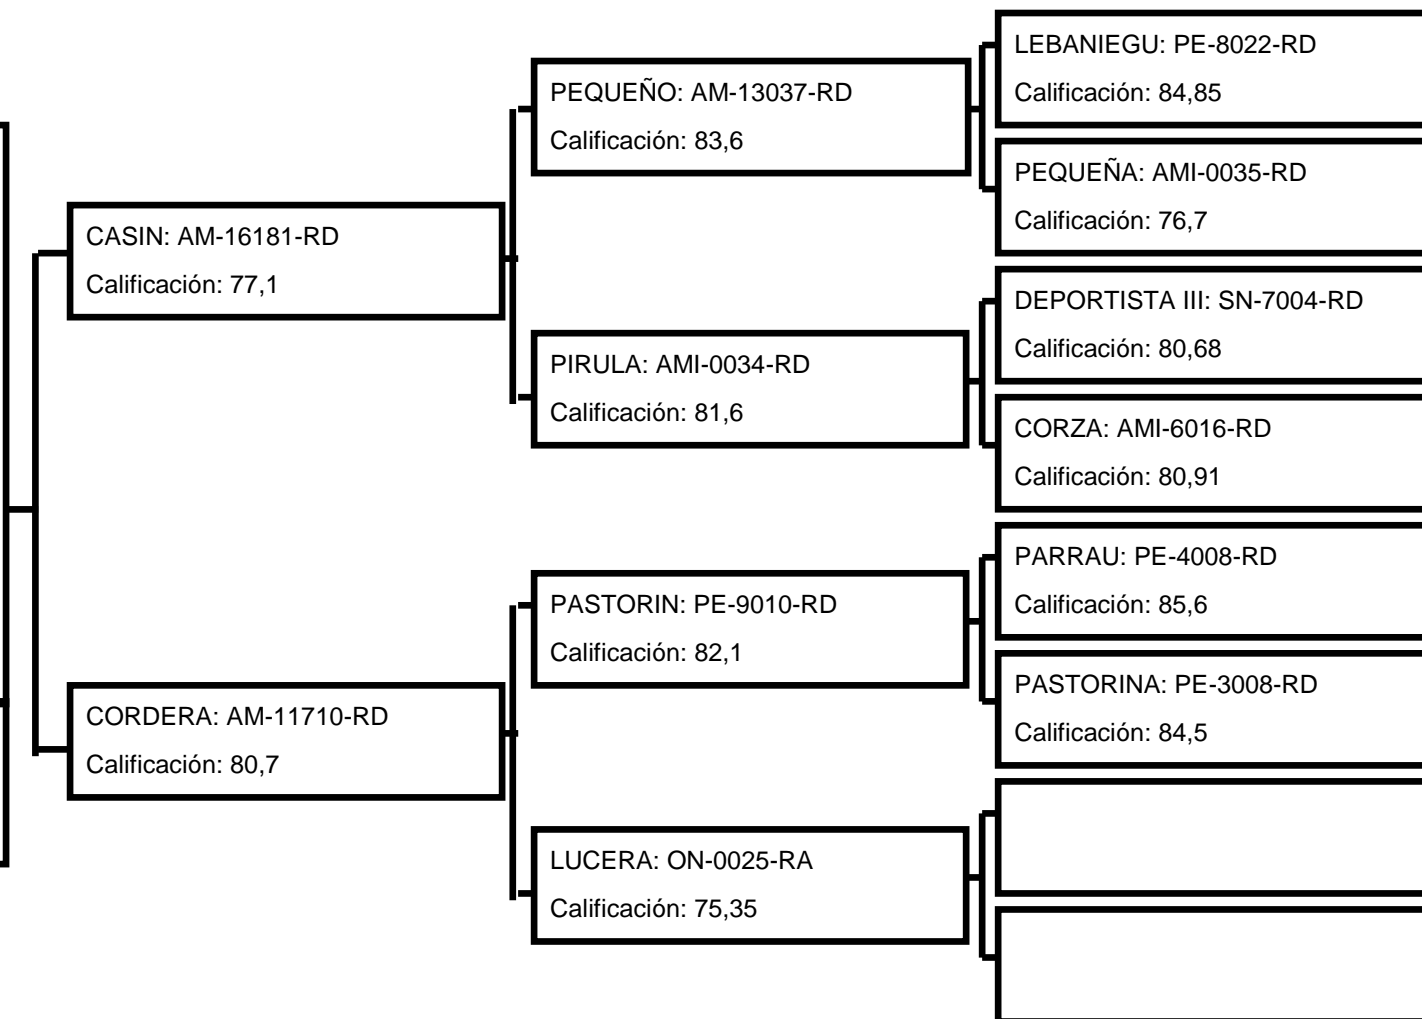 CASIN: AM-16181-RD
Calificación: 77,1
CORDERA: AM-11710-RD
Calificación: 80,7
PEQUEÑO: AM-13037-RD
Calificación: 83,6
PIRULA: AMI-0034-RD
Calificación: 81,6
PASTORIN: PE-9010-RD
Calificación: 82,1
LUCERA: ON-0025-RA
Calificación: 75,35
LEBANIEGU: PE-8022-RD
Calificación: 84,85
PEQUEÑA: AMI-0035-RD
Calificación: 76,7
DEPORTISTA III: SN-7004-RD
Calificación: 80,68
CORZA: AMI-6016-RD
Calificación: 80,91
PARRAU: PE-4008-RD
Calificación: 85,6
PASTORINA: PE-3008-RD
Calificación: 84,5